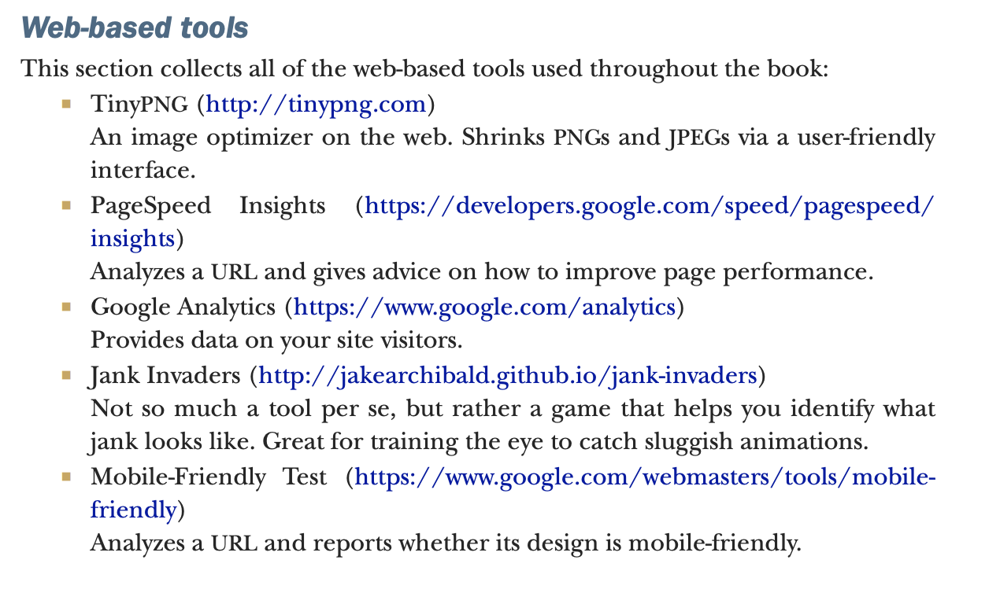 Web-based tools
This section collects all of the web-based tools used throughout the book:
▪ TinyPNG (http://tinypng.com)
An image optimizer on the web. Shrinks PNGs and JPEGs via a user-friendly
interface.
▪ PageSpeed Insights (https://developers.google.com/speed/pagespeed/
insights)
Analyzes a URL and gives advice on how to improve page performance.
▪ Google Analytics (https://www.google.com/analytics)
Provides data on your site visitors.
▪ Jank Invaders (http://jakearchibald.github.io/jank-invaders)
Not so much a tool per se, but rather a game that helps you identify what
jank looks like. Great for training the eye to catch sluggish animations.
▪ Mobile-Friendly Test (https://www.google.com/webmasters/tools/mobile-
friendly)
Analyzes a URL and reports whether its design is mobile-friendly.